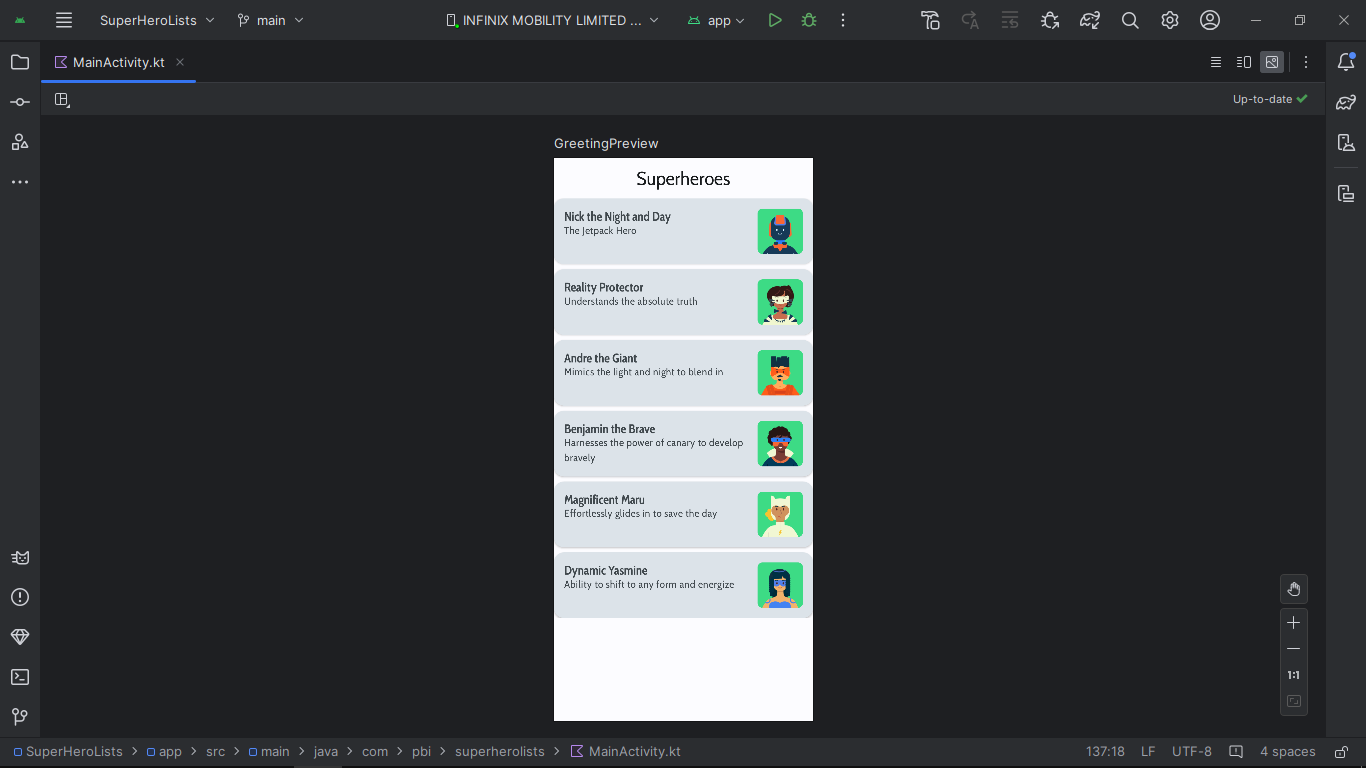 SuperHeroLists
main
INFINIX MOBILITY LIMITED ...
app
MainActivity.kt
Up-to-date
GreetingPreview
Superheroes
Nick the Night and Day
The Jetpack Hero
Reality Protector
Understands the absolute truth
Andre the Giant
Mimics the light and night to blend in
Benjamin the Brave
Harnesses the power of canary to develop
bravely
Magnificent Maru
Effortlessly glides in to save the day
Dynamic Yasmine
Ability to shift to any form and energize
1:1
SuperHeroLists > app > src > main > java > com > pbi > superherolists > MainActivity.kt
137:18 LF UTF-8 4 spaces